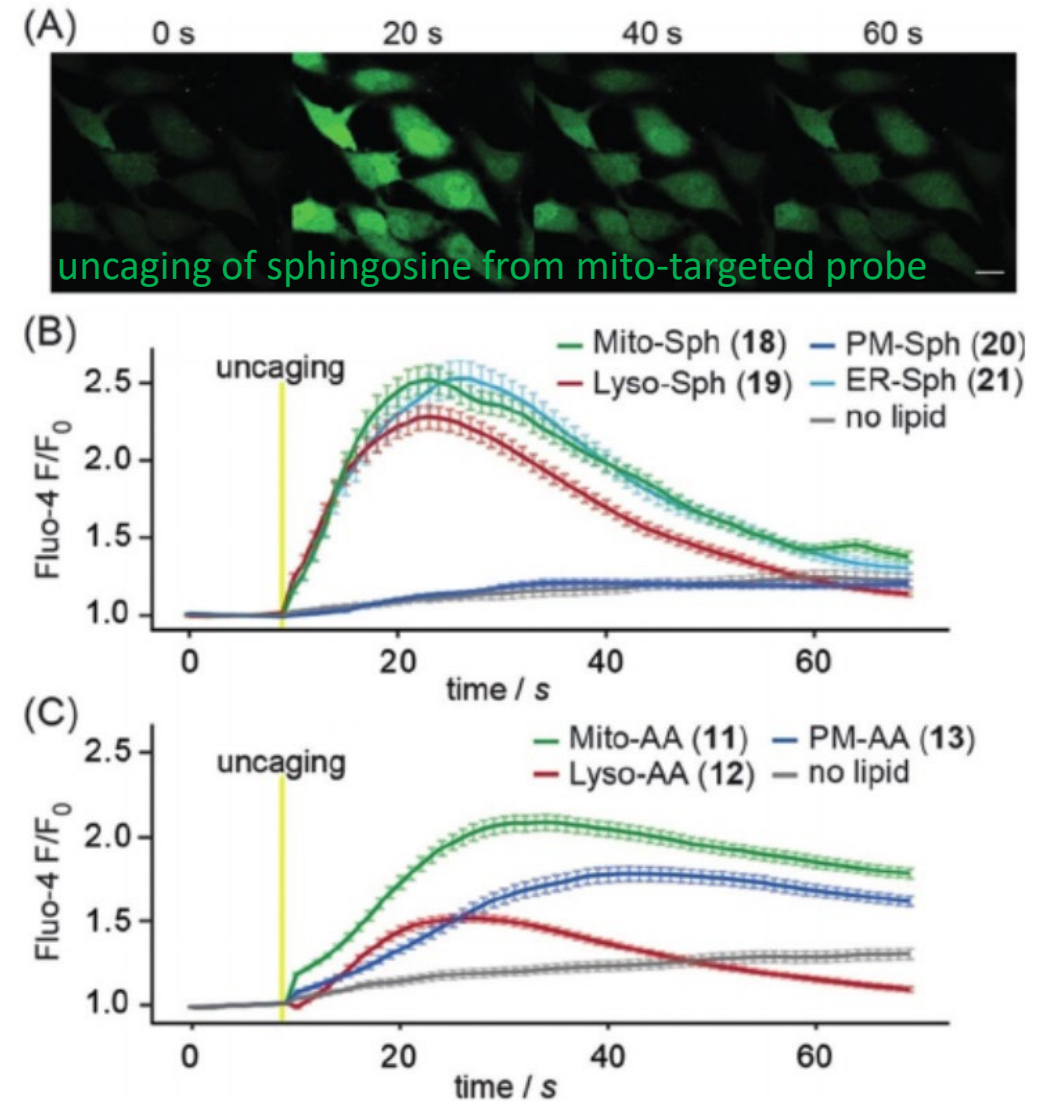 (A)
0 s 20 s 40 s 60 s
uncaging of sphingosine from mito-targeted probe
(B)
uncaging
Mito-Sph (18) PM-Sph (20)
Lyso-Sph (19) ER-Sph (21)
no lipid
2.5
2.0
1.5
1.0
Fluo-4 F/F0
0 20 40 60
time / s
(C)
uncaging
Mito-AA (11) PM-AA (13)
Lyso-AA (12) no lipid
2.5
2.0
1.5
1.0
Fluo-4 F/F0
0 20 40 60
time / s